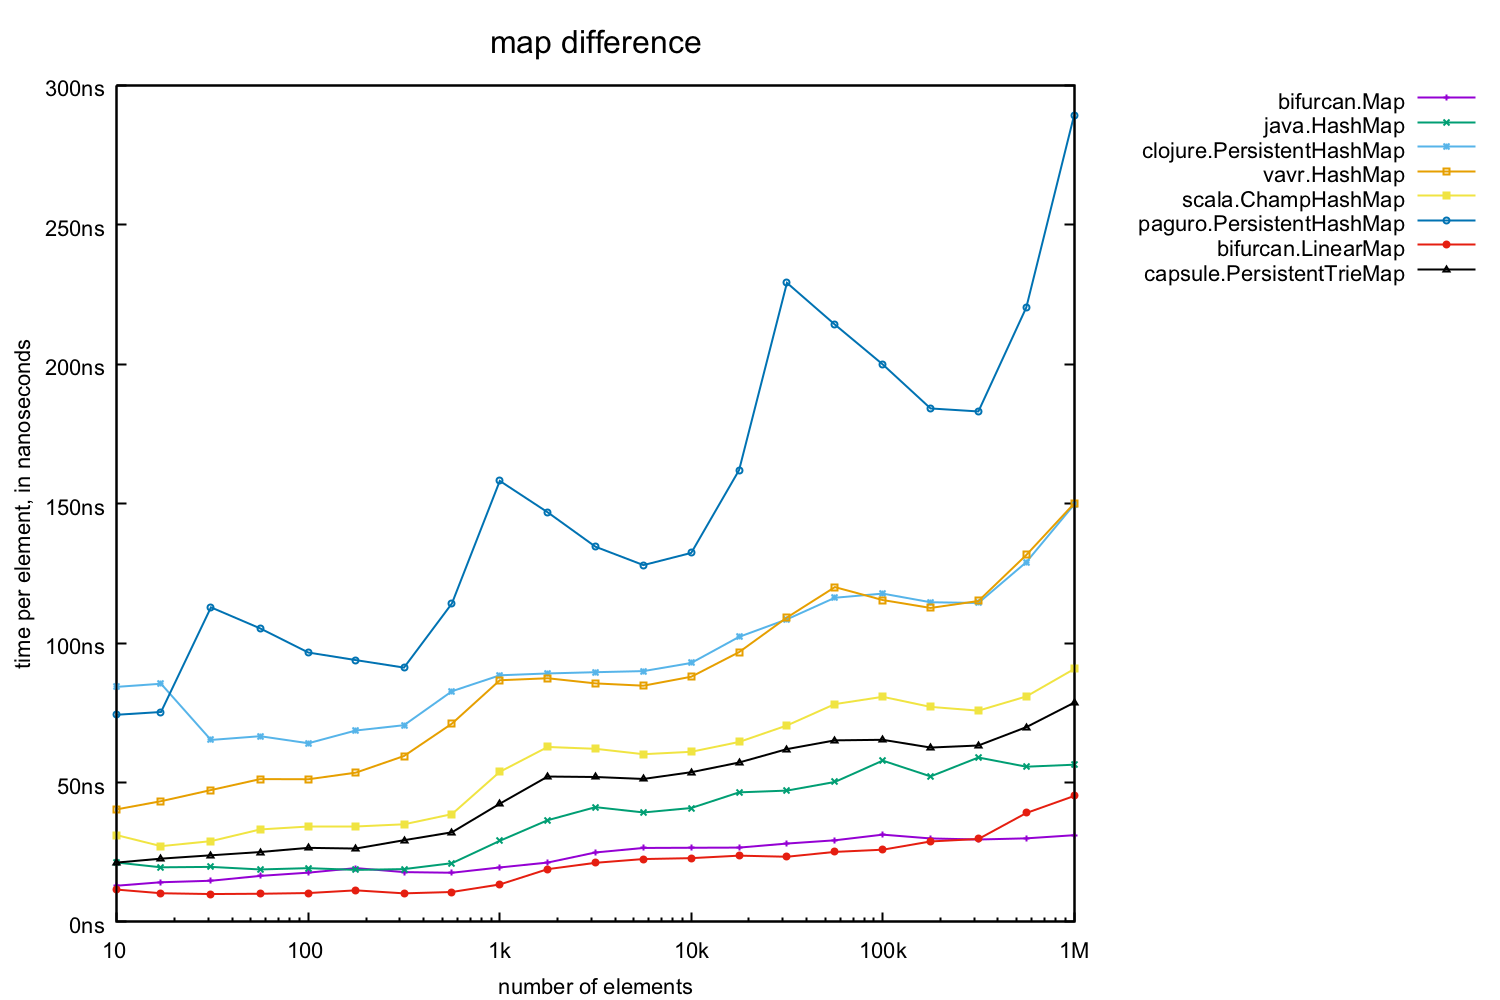 map difference
300ns
250ns
200ns
150ns
100ns
50ns
0ns
10
100
1k
10k
100k
1M
number of elements
time per element, in nanoseconds
bifurcan.Map
java.HashMap
clojure.PersistentHashMap
vavr.HashMap
scala.ChampHashMap
paguro.PersistentHashMap
bifurcan.LinearMap
capsule.PersistentTrieMap